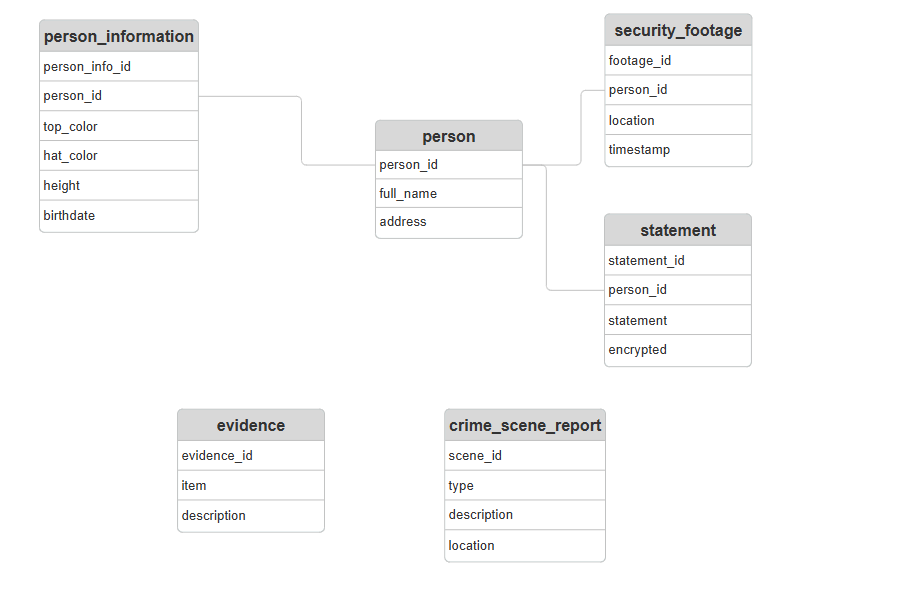 person_information
person_info_id
person_id
top_color
hat_color
height
birthdate
person
person_id
full_name
address
security_footage
footage_id
person_id
location
timestamp
statement
statement_id
person_id
statement
encrypted
evidence
evidence_id
item
description
crime_scene_report
scene_id
type
description
location